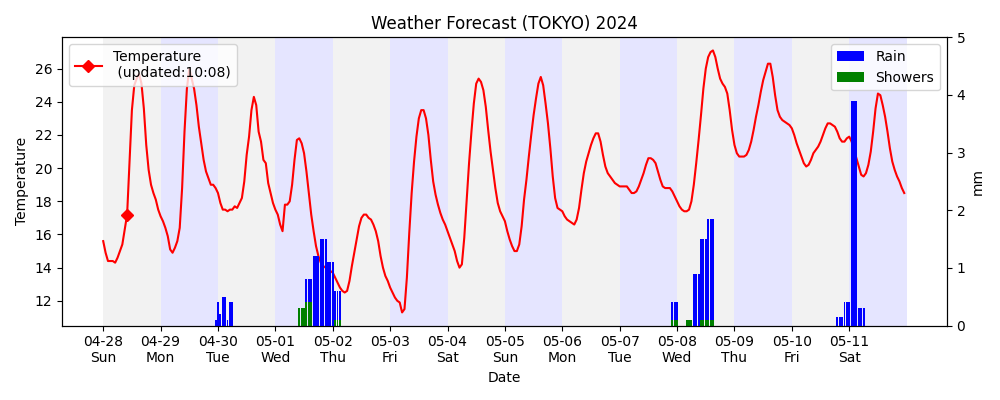 Weather Forecast (TOKYO) 2024
Temperature
(updated:10:08)
Rain
Showers
Temperature
26
24
22
20
18
16
14
12
5
4
3
2
1
0
mm
04-28 04-29 04-30 05-01 05-02 05-03 05-04 05-05 05-06 05-07 05-08 05-09 05-10 05-11
Sun Mon Tue Wed Thu Fri Sat Sun Mon Tue Wed Thu Fri Sat
Date